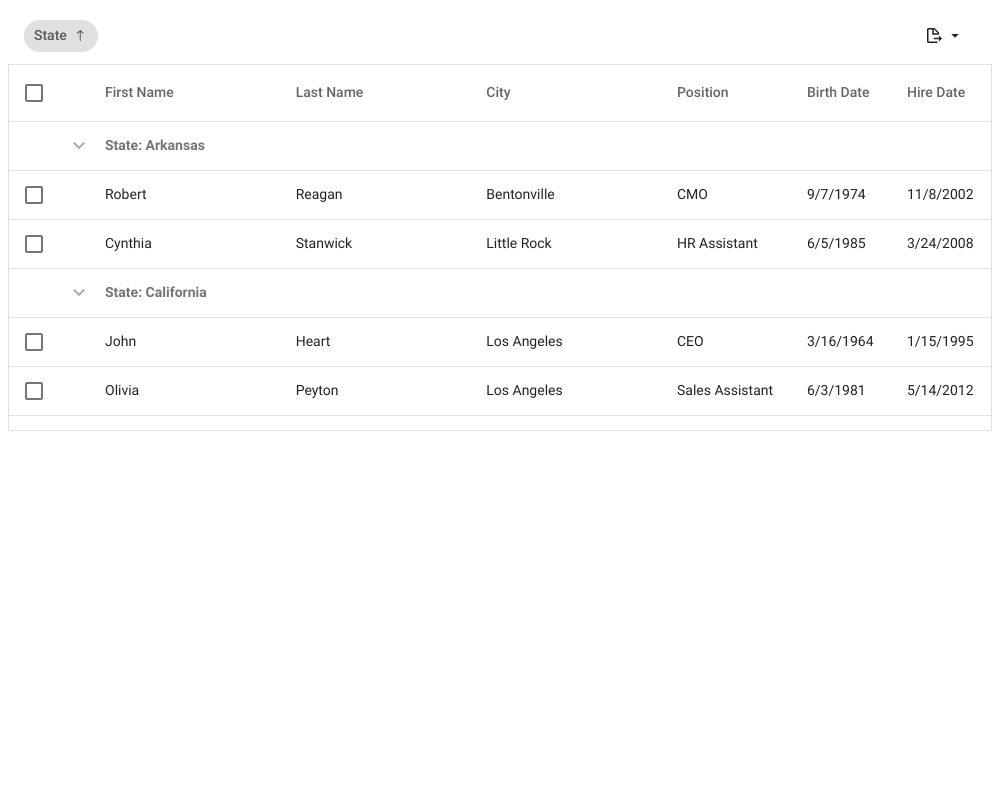 State ↑
First Name Last Name City Position Birth Date Hire Date
State: Arkansas
Robert Reagan Bentonville CMO 9/7/1974 11/8/2002
Cynthia Stanwick Little Rock HR Assistant 6/5/1985 3/24/2008
State: California
John Heart Los Angeles CEO 3/16/1964 1/15/1995
Olivia Peyton Los Angeles Sales Assistant 6/3/1981 5/14/2012